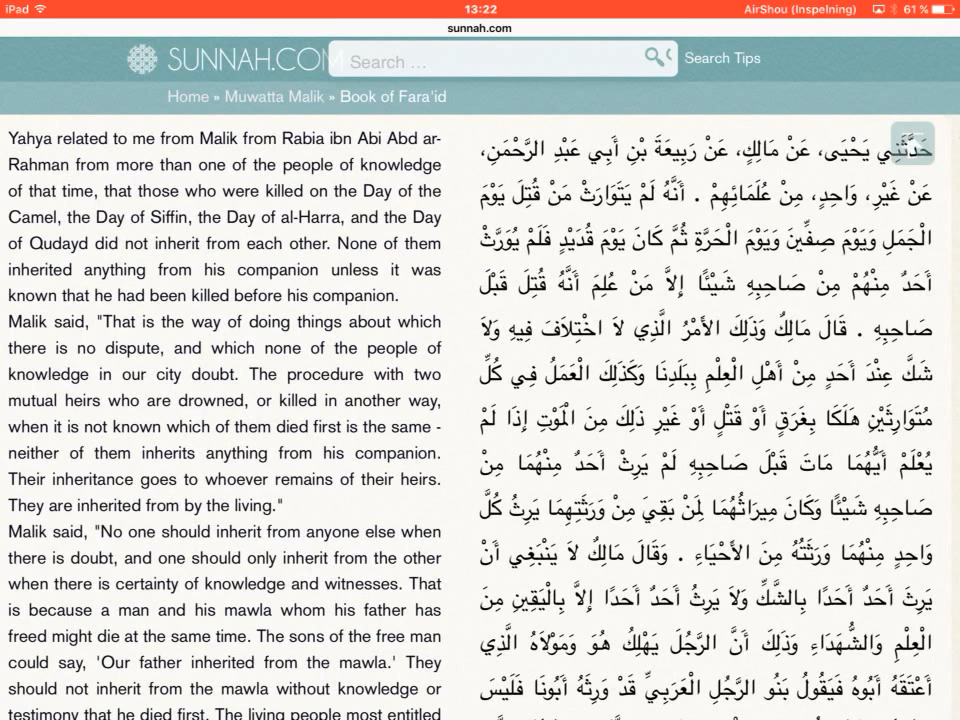 iPad 13:22 AirShou (Inspelning) 61 %
sunnah.com
SUNNAH.COM Search … Search Tips
Home » Muwatta Malik » Book of Fara'id
Yahya related to me from Malik from Rabia ibn Abi Abd ar-
Rahman from more than one of the people of knowledge
of that time, that those who were killed on the Day of the
Camel, the Day of Siffin, the Day of al-Harra, and the Day
of Qudayd did not inherit from each other. None of them
inherited anything from his companion unless it was
known that he had been killed before his companion.
Malik said, "That is the way of doing things about which
there is no dispute, and which none of the people of
knowledge in our city doubt. The procedure with two
mutual heirs who are drowned, or killed in another way,
when it is not known which of them died first is the same -
neither of them inherits anything from his companion.
Their inheritance goes to whoever remains of their heirs.
They are inherited from by the living."
Malik said, "No one should inherit from anyone else when
there is doubt, and one should only inherit from the other
when there is certainty of knowledge and witnesses. That
is because a man and his mawla whom his father has
freed might die at the same time. The sons of the free man
could say, 'Our father inherited from the mawla.' They
should not inherit from the mawla without knowledge or
testimony that he died first. The living people most entitled
حَدَّثَنِي يَحْيَى، عَنْ مَالِكٍ، عَنْ رَبِيعَةَ بْنِ أَبِي عَبْدِ الرَّحْمَنِ،
عَنْ غَيْرِ، وَاحِدٍ، مِنْ عُلَمَائِهِمْ . أَنَّهُ لَمْ يَتَوَارَثْ مَنْ قُتِلَ يَوْمَ
الْجَمَلِ وَيَوْمَ صِفِّينَ وَيَوْمَ الْحَرَّةِ ثُمَّ كَانَ يَوْمَ قُدَيْدٍ فَلَمْ يُوَرَّثْ
أَحَدٌ مِنْهُمْ مِنْ صَاحِبِهِ شَيْئًا إِلاَّ مَنْ عُلِمَ أَنَّهُ قُتِلَ قَبْلَ
صَاحِبِهِ . قَالَ مَالِكٌ وَذَلِكَ الأَمْرُ الَّذِي لاَ اخْتِلاَفَ فِيهِ وَلاَ
شَكَّ عِنْدَ أَحَدٍ مِنْ أَهْلِ الْعِلْمِ بِبَلَدِنَا وَكَذَلِكَ الْعَمَلُ فِي كُلِّ
مُتَوَارِثَيْنِ هَلَكَا بِغَرَقٍ أَوْ قَتْلٍ أَوْ غَيْرِ ذَلِكَ مِنَ الْمَوْتِ إِذَا لَمْ
يُعْلَمْ أَيُّهُمَا مَاتَ قَبْلَ صَاحِبِهِ لَمْ يَرِثْ أَحَدٌ مِنْهُمَا مِنْ
صَاحِبِهِ شَيْئًا وَكَانَ مِيرَاثُهُمَا لِمَنْ بَقِيَ مِنْ وَرَثَتِهِمَا يَرِثُ كُلَّ
وَاحِدٍ مِنْهُمَا وَرَثَتُهُ مِنَ الأَحْيَاءِ . وَقَالَ مَالِكٌ لاَ يَنْبَغِي أَنْ
يَرِثَ أَحَدٌ أَحَدًا بِالشَّكِّ وَلاَ يَرِثُ أَحَدٌ أَحَدًا إِلاَّ بِالْيَقِينِ مِنَ
الْعِلْمِ وَالشُّهَدَاءِ وَذَلِكَ أَنَّ الرَّجُلَ يَهْلِكُ هُوَ وَمَوْلاَهُ الَّذِي
أَعْتَقَهُ أَبُوهُ فَيَقُولُ بَنُو الرَّجُلِ الْعَرَبِيِّ قَدْ وَرِثَهُ أَبُونَا فَلَيْسَ